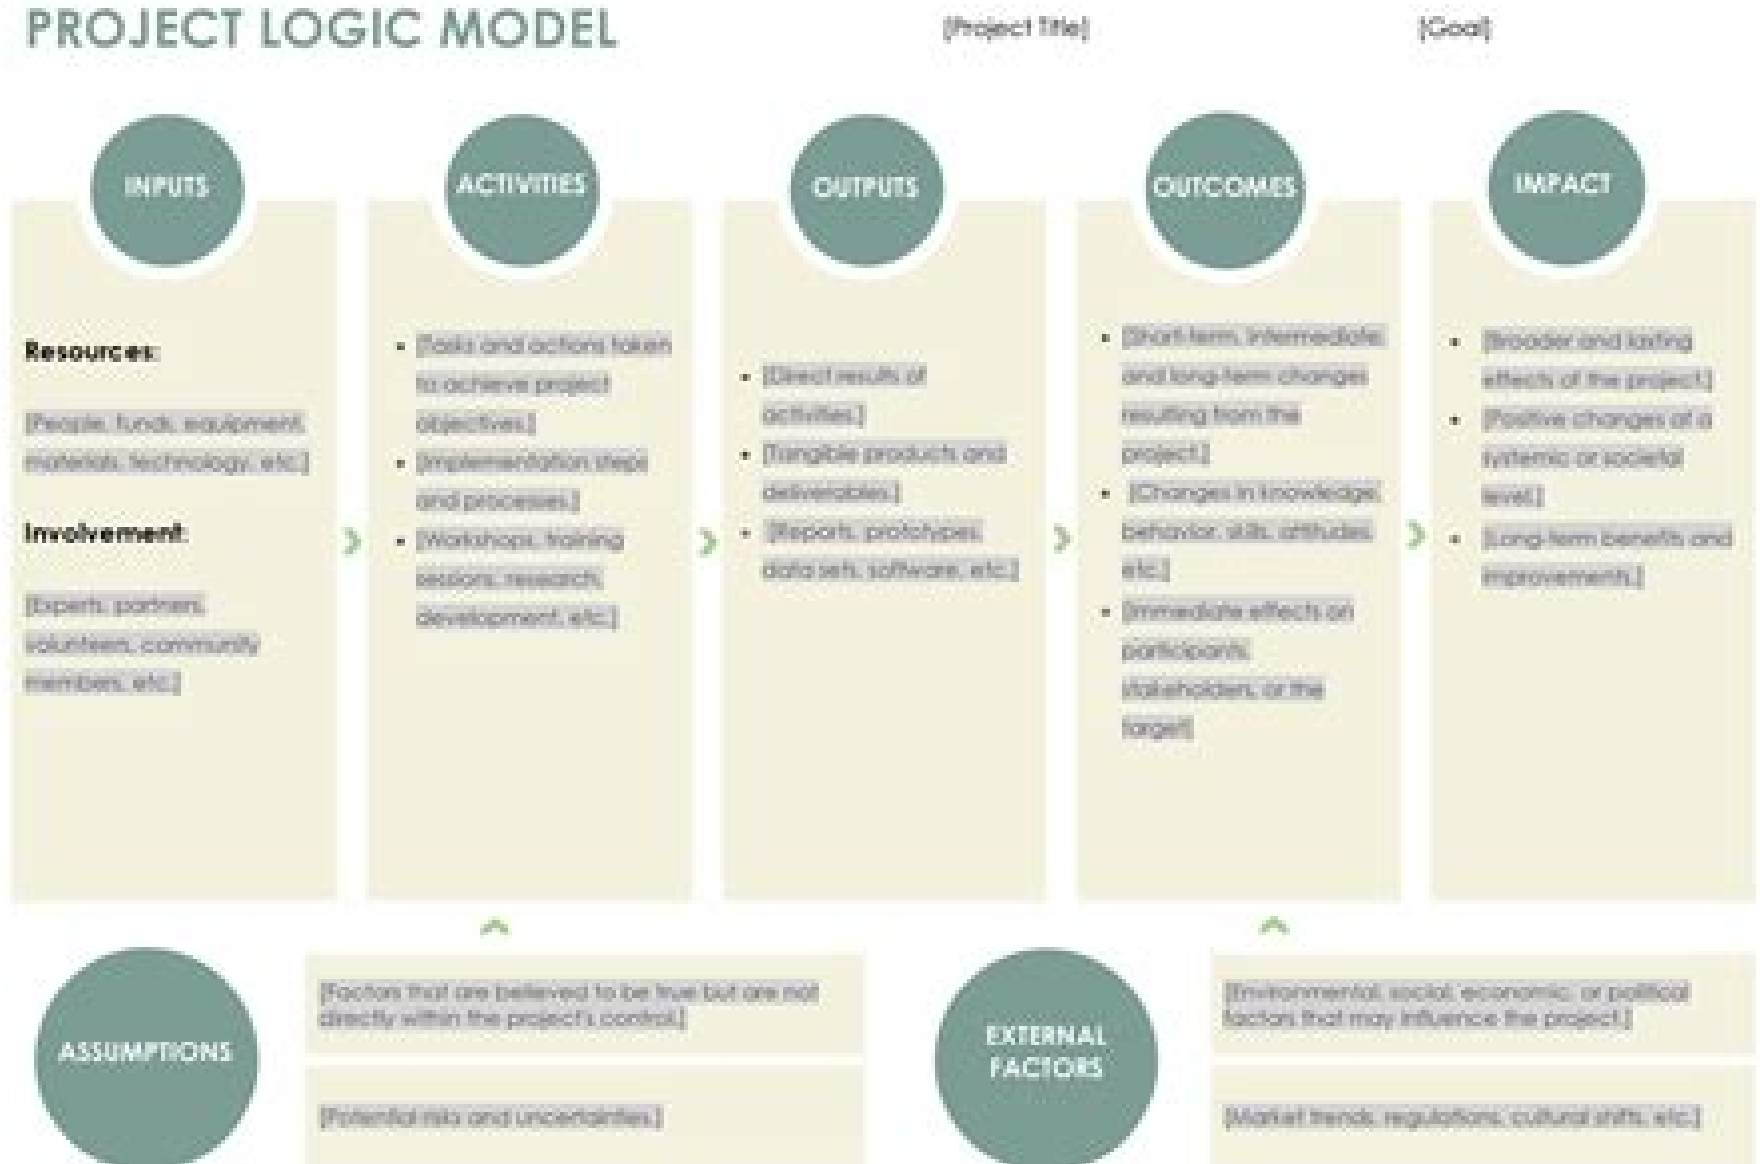 PROJECT LOGIC MODEL
[Project Title]
[Goal]
INPUTS
Resources:
[People, funds, equipment,
materials, technology, etc.]
Involvement:
[Experts, partners,
volunteers, community
members, etc.]
ACTIVITIES
• [Tasks and actions taken
to achieve project
objectives.]
• [Implementation steps
and processes.]
• [Workshops, training
sessions, research,
development, etc.]
OUTPUTS
• [Direct results of
activities.]
• [Tangible products and
deliverables.]
• [Reports, prototypes,
data sets, software, etc.]
OUTCOMES
• [Short-term, intermediate,
and long-term changes
resulting from the
project.]
• [Changes in knowledge,
behavior, skills, attitudes,
etc.]
• [Immediate effects on
participants,
stakeholders, or the
target]
IMPACT
• [Broader and lasting
effects of the project.]
• [Positive changes at a
systemic or societal
level.]
• [Long-term benefits and
improvements.]
ASSUMPTIONS
[Factors that are believed to be true but are not
directly within the project's control.]
[Potential risks and uncertainties.]
EXTERNAL
FACTORS
[Environmental, social, economic, or political
factors that may influence the project.]
[Market trends, regulations, cultural shifts, etc.]